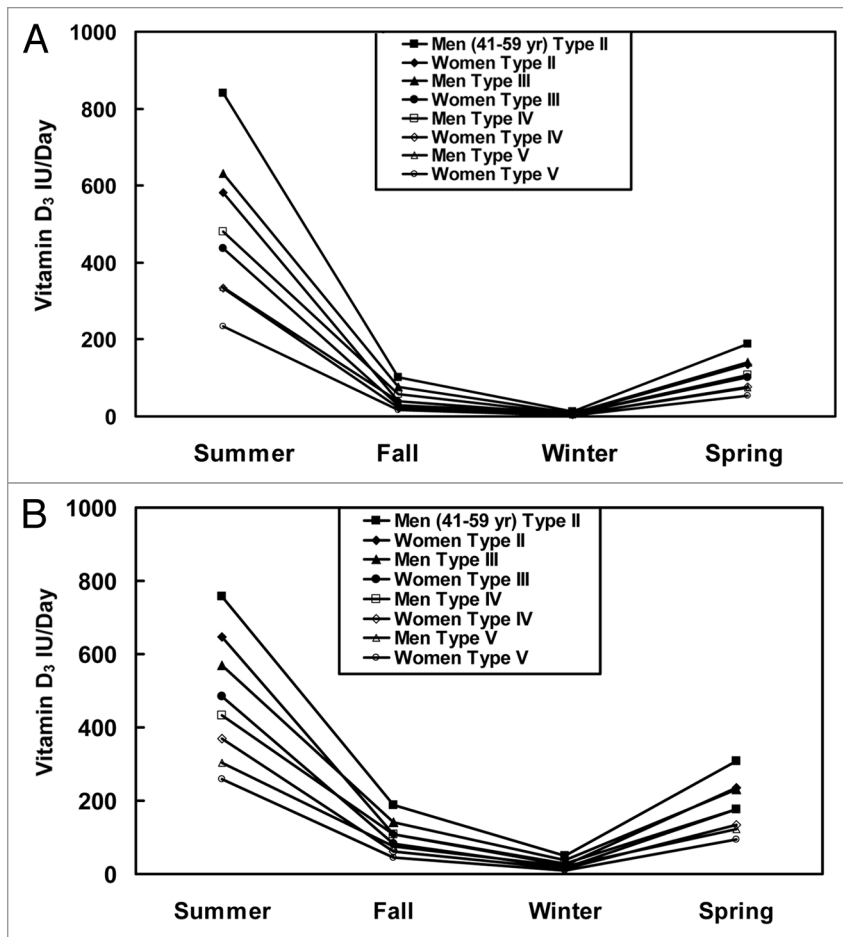 A
1000
800
600
400
200
0
Vitamin D₃ IU/Day
Men (41-59 yr) Type II
Women Type II
Men Type III
Women Type III
Men Type IV
Women Type IV
Men Type V
Women Type V
Summer Fall Winter Spring
B
1000
800
600
400
200
0
Vitamin D₃ IU/Day
Men (41-59 yr) Type II
Women Type II
Men Type III
Women Type III
Men Type IV
Women Type IV
Men Type V
Women Type V
Summer Fall Winter Spring